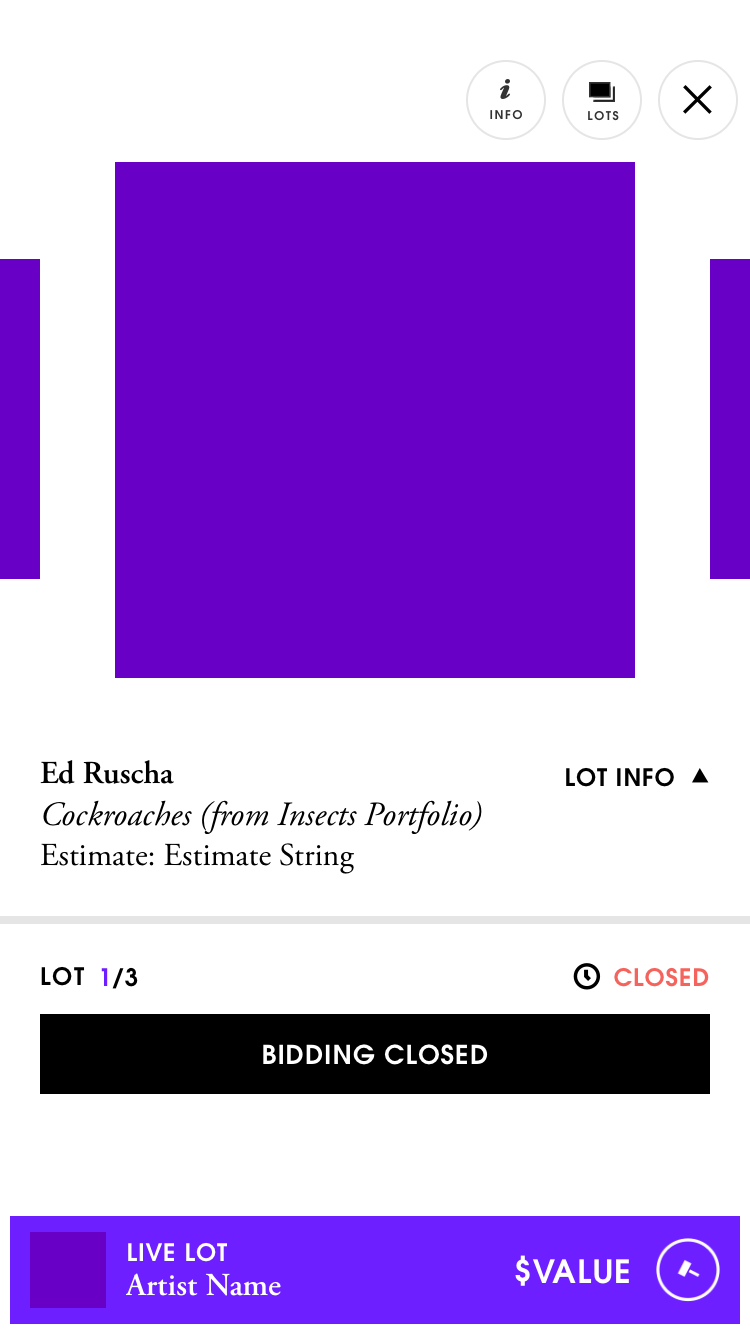 INFO
LOTS
Ed Ruscha
LOT INFO
Cockroaches (from Insects Portfolio)
Estimate: Estimate String
LOT 1/3
CLOSED
BIDDING CLOSED
LIVE LOT
Artist Name
$VALUE